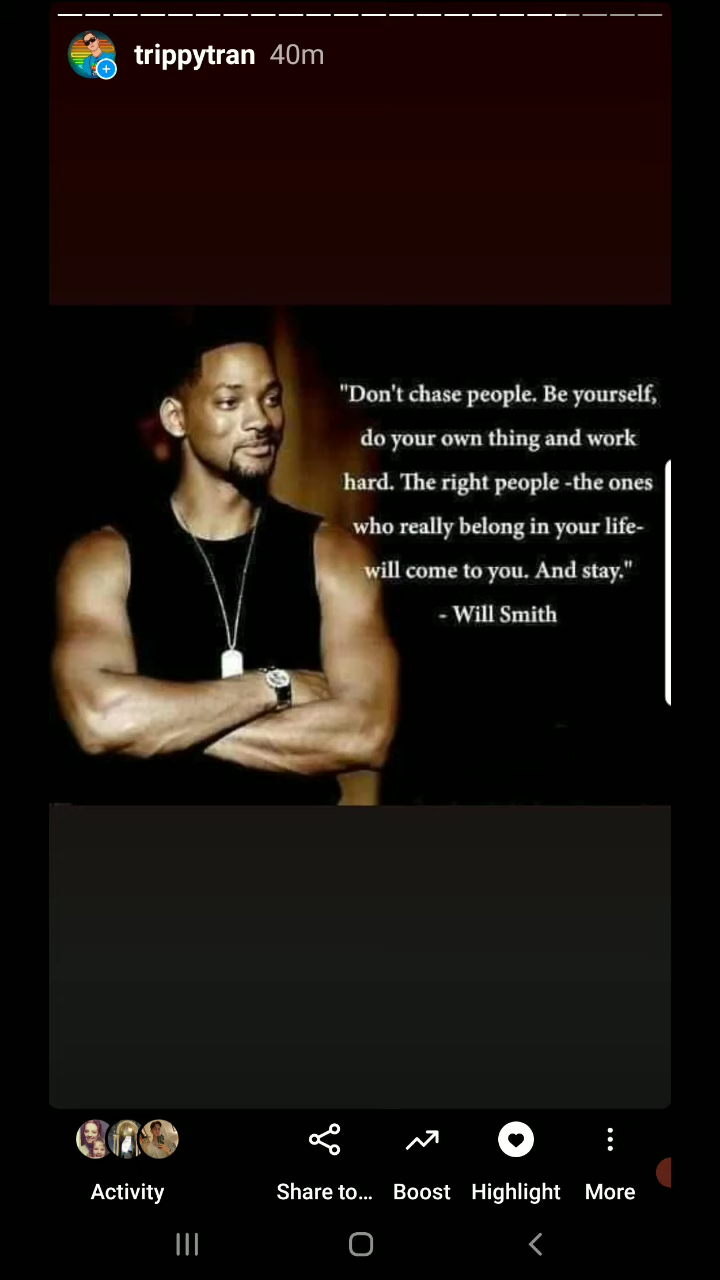 trippytran 40m
"Don't chase people. Be yourself,
do your own thing and work
hard. The right people -the ones
who really belong in your life-
will come to you. And stay."
- Will Smith
Activity Share to... Boost Highlight More